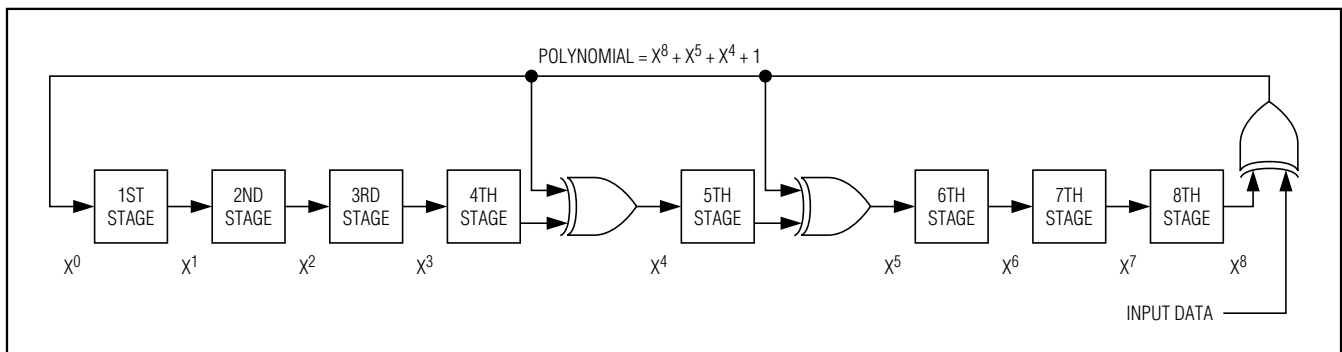 POLYNOMIAL = X⁸ + X⁵ + X⁴ + 1
1ST
STAGE
2ND
STAGE
3RD
STAGE
4TH
STAGE
5TH
STAGE
6TH
STAGE
7TH
STAGE
8TH
STAGE
X⁰
X¹
X²
X³
X⁴
X⁵
X⁶
X⁷
X⁸
INPUT DATA